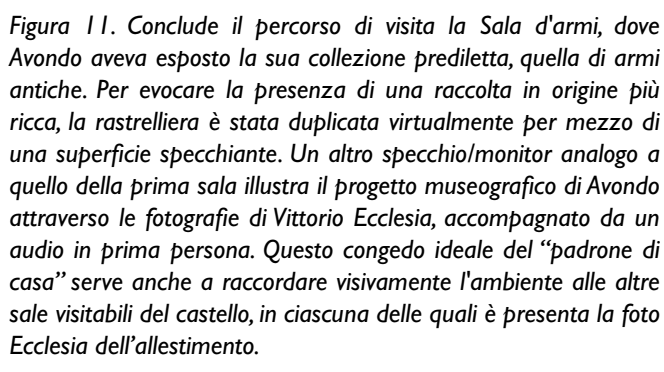 Figura 11. Conclude il percorso di visita la Sala d'armi, dove
Avondo aveva esposto la sua collezione prediletta, quella di armi
antiche. Per evocare la presenza di una raccolta in origine più
ricca, la rastrelliera è stata duplicata virtualmente per mezzo di
una superficie specchiante. Un altro specchio/monitor analogo a
quello della prima sala illustra il progetto museografico di Avondo
attraverso le fotografie di Vittorio Ecclesia, accompagnato da un
audio in prima persona. Questo congedo ideale del “padrone di
casa” serve anche a raccordare visivamente l'ambiente alle altre
sale visitabili del castello, in ciascuna delle quali è presenta la foto
Ecclesia dell’allestimento.